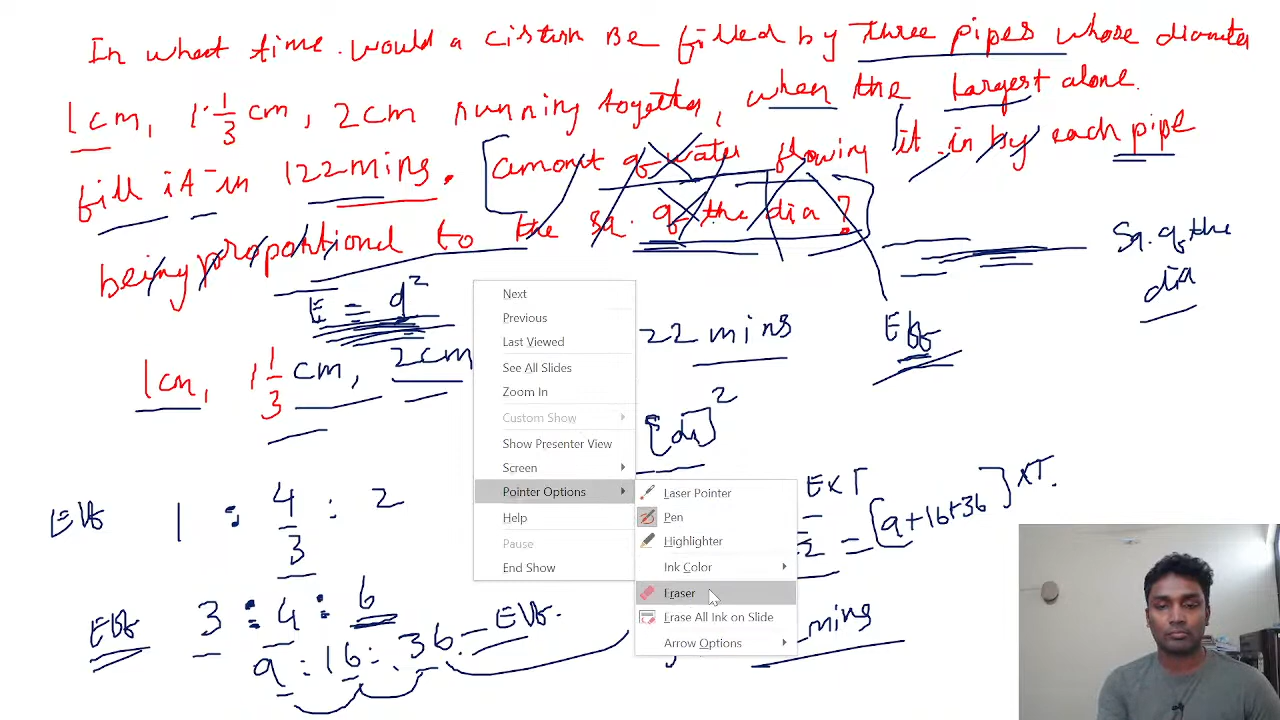 In what time would a cistern be filled by three pipes whose diameter
1cm, 1 1/3 cm, 2cm running together, when the largest alone.
fill it in 122 mins. [amount of water flowing it in by each pipe
being propotional to the sq. of the dia ?]
Sq. of the
dia
E = d²
22 mins
Eff
1cm, 1 1/3 cm, 2cm
[di]²
Eff 1 : 4/3 : 2
EXT
= [9+16+36] XT.
Eff 3 : 4 : 6
mins
9 : 16 : 36 – Eff.
Next
Previous
Last Viewed
See All Slides
Zoom In
Custom Show
Show Presenter View
Screen
Pointer Options
Help
Pause
End Show
Laser Pointer
Pen
Highlighter
Ink Color
Eraser
Erase All Ink on Slide
Arrow Options